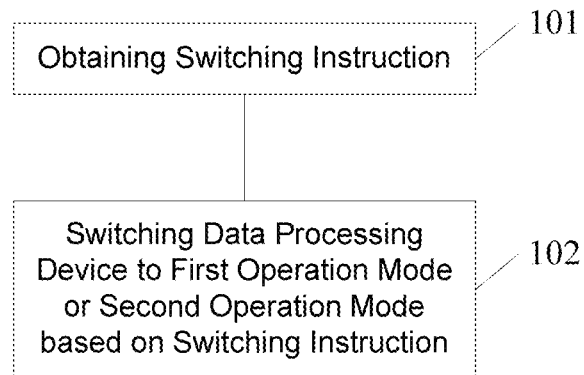 101
Obtaining Switching Instruction
Switching Data Processing
Device to First Operation Mode
or Second Operation Mode
based on Switching Instruction
102